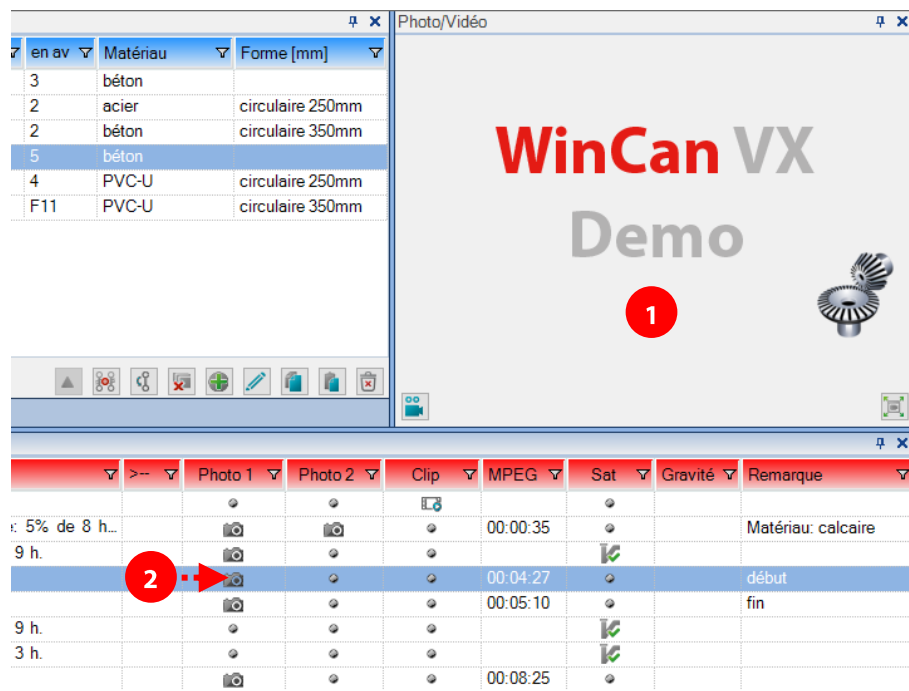 Photo/Vidéo
en av Matériau Forme [mm]
3 béton
2 acier circulaire 250mm
2 béton circulaire 350mm
5 béton
4 PVC-U circulaire 250mm
F11 PVC-U circulaire 350mm
WinCan VX
Demo
1
>-- Photo 1 Photo 2 Clip MPEG Sat Gravité Remarque
: 5% de 8 h... 00:00:35 Matériau: calcaire
9 h.
2 00:04:27 début
00:05:10 fin
9 h.
3 h.
00:08:25